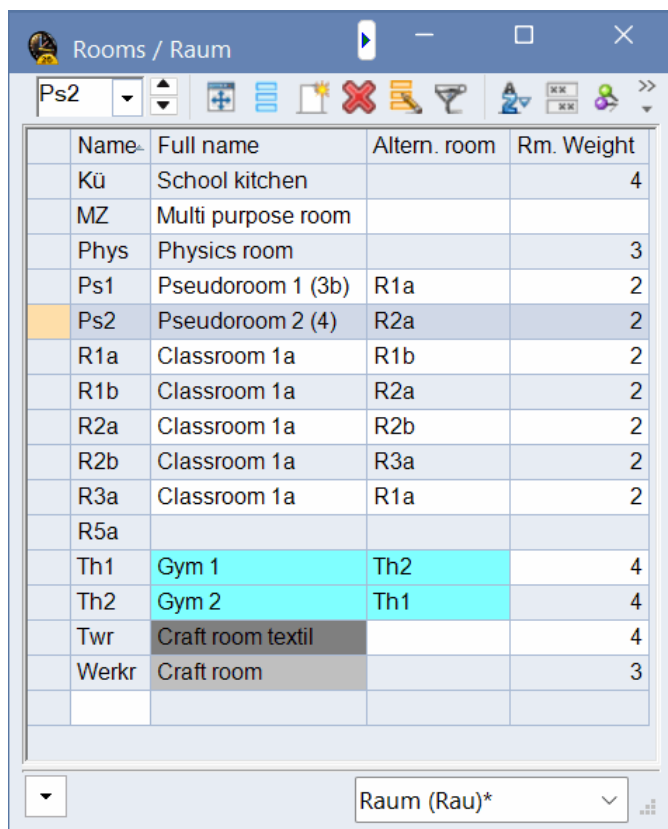 Rooms / Raum
Ps2
Name Full name Altern. room Rm. Weight
Kü School kitchen 4
MZ Multi purpose room
Phys Physics room 3
Ps1 Pseudoroom 1 (3b) R1a 2
Ps2 Pseudoroom 2 (4) R2a 2
R1a Classroom 1a R1b 2
R1b Classroom 1a R2a 2
R2a Classroom 1a R2b 2
R2b Classroom 1a R3a 2
R3a Classroom 1a R1a 2
R5a
Th1 Gym 1 Th2 4
Th2 Gym 2 Th1 4
Twr Craft room textil 4
Werkr Craft room 3
Raum (Rau)*